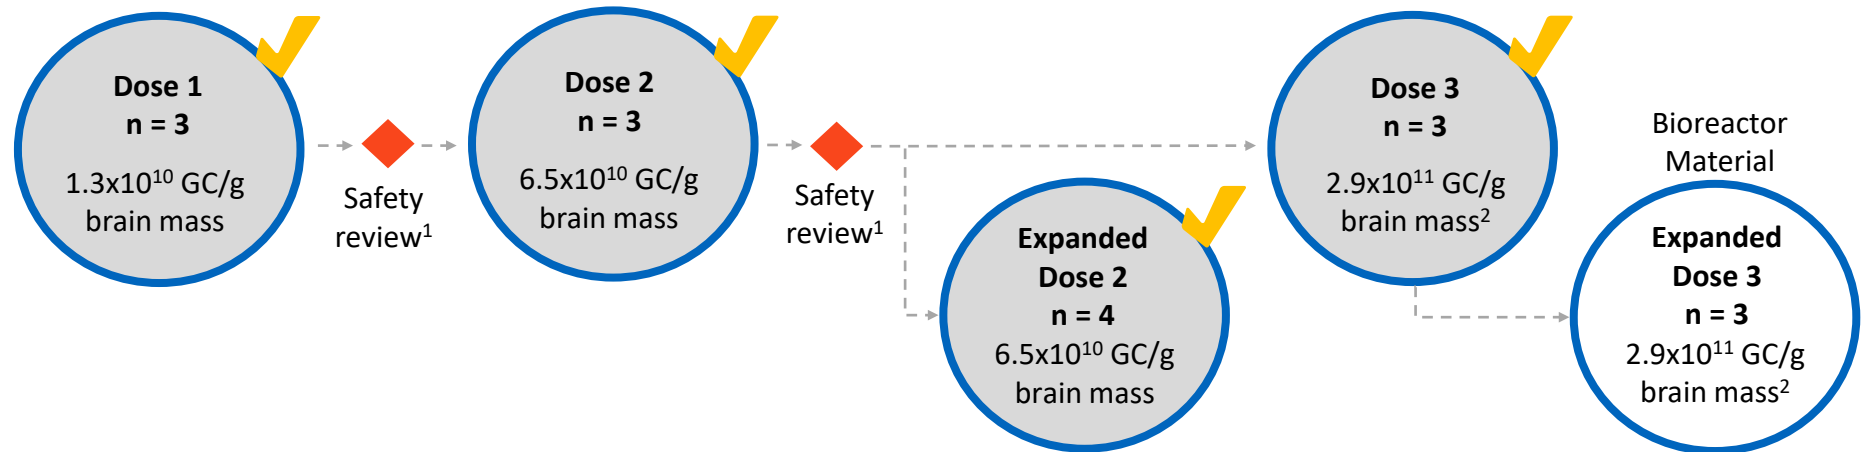 Dose 1
n = 3
1.3x10¹⁰ GC/g
brain mass
Safety
review¹
Dose 2
n = 3
6.5x10¹⁰ GC/g
brain mass
Safety
review¹
Expanded
Dose 2
n = 4
6.5x10¹⁰ GC/g
brain mass
Dose 3
n = 3
2.9x10¹¹ GC/g
brain mass²
Bioreactor
Material
Expanded
Dose 3
n = 3
2.9x10¹¹ GC/g
brain mass²